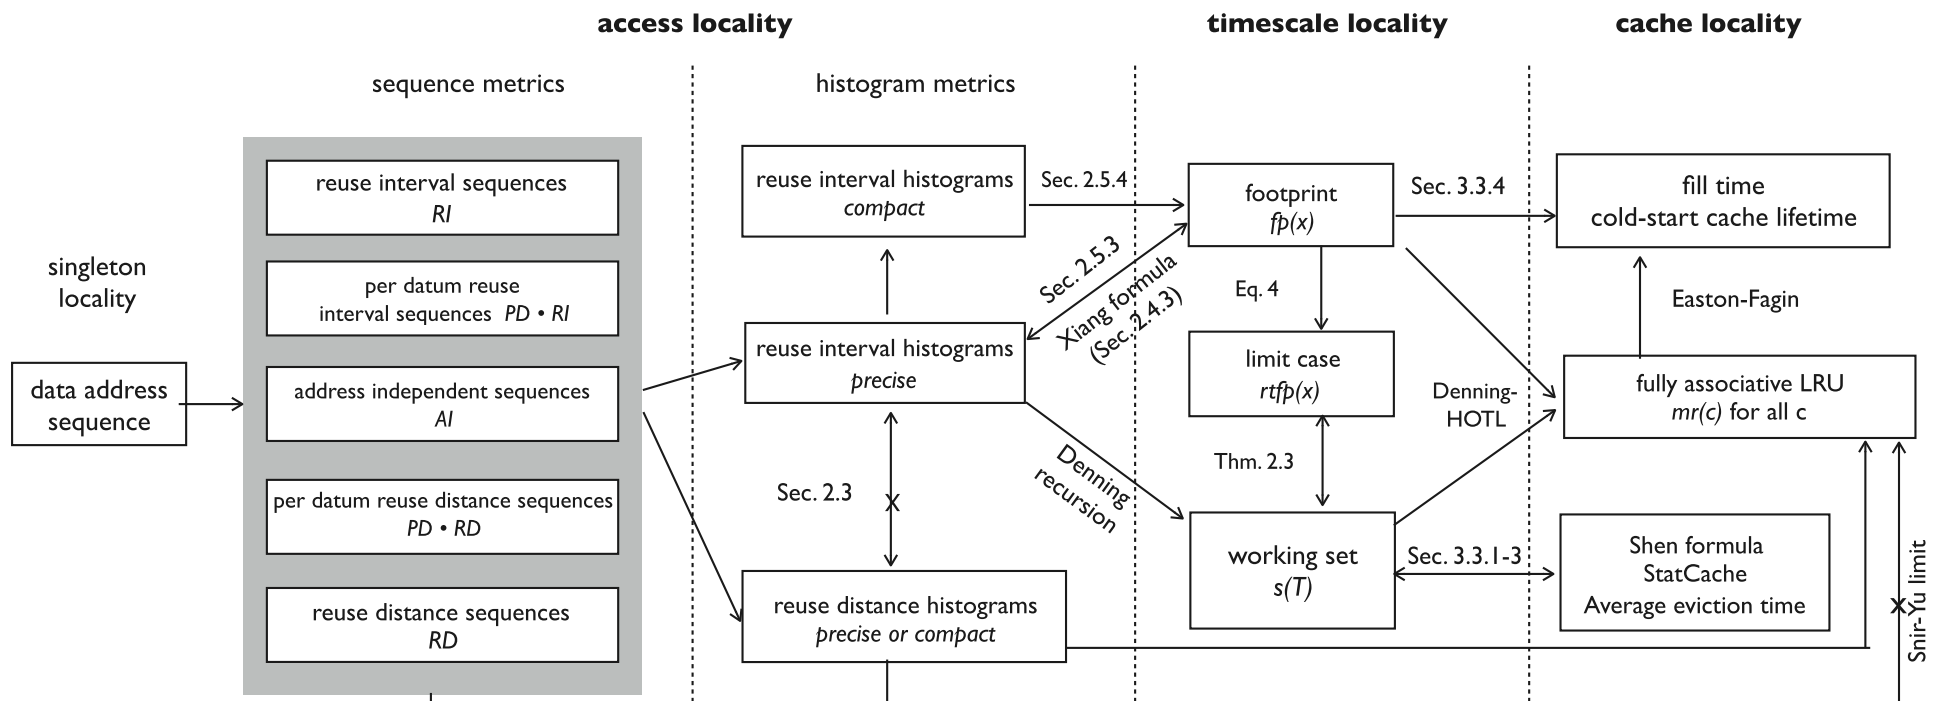 access locality
timescale locality
cache locality
sequence metrics
histogram metrics
singleton
locality
data address
sequence
reuse interval sequences
RI
per datum reuse
interval sequences PD • RI
address independent sequences
AI
per datum reuse distance sequences
PD • RD
reuse distance sequences
RD
reuse interval histograms
compact
reuse interval histograms
precise
Sec. 2.3
X
reuse distance histograms
precise or compact
Sec. 2.5.4
Sec. 2.5.3
Xiang formula
(Sec. 2.4.3)
Denning
recursion
footprint
fp(x)
Eq. 4
limit case
rtfp(x)
Thm. 2.3
working set
s(T)
Sec. 3.3.4
Denning-
HOTL
Sec. 3.3.1-3
fill time
cold-start cache lifetime
Easton-Fagin
fully associative LRU
mr(c) for all c
Shen formula
StatCache
Average eviction time
X
Snir-Yu limit